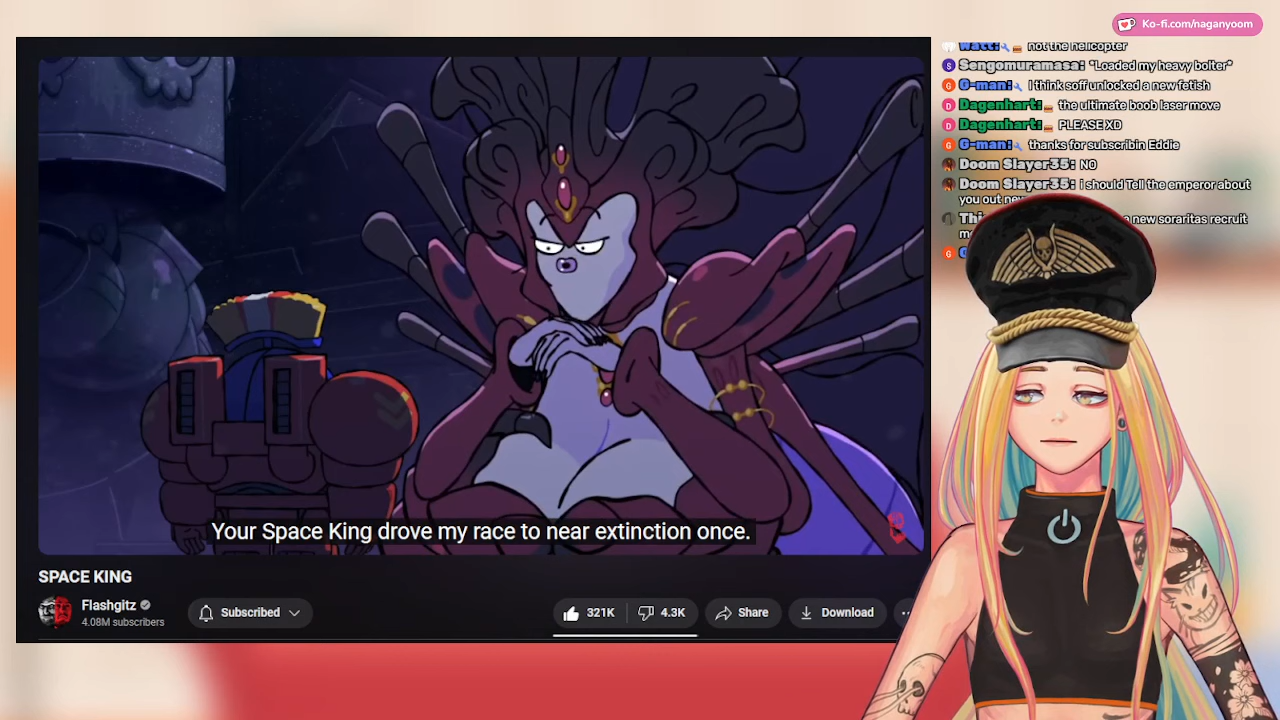 Ko-fi.com/naganyoom
Watt: not the helicopter
Sengomuramasa: *Loaded my heavy bolter*
G-man: I think soff unlocked a new fetish
Dagenhart: the ultimate boob laser move
Dagenhart: PLEASE XD
G-man: thanks for subscribin Eddie
Doom Slayer35: NO
Doom Slayer35: i should Tell the emperor about
you out
a new soraritas recruit
Your Space King drove my race to near extinction once.
SPACE KING
Flashgitz
4.08M subscribers
Subscribed
321K
4.3K
Share
Download